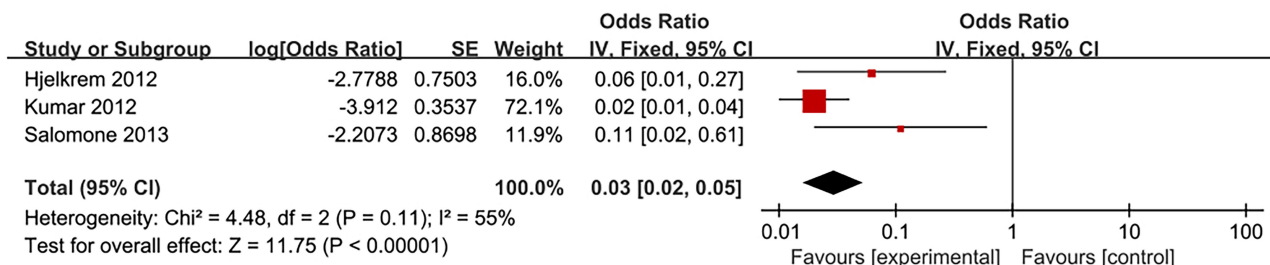 Odds Ratio Odds Ratio
Study or Subgroup log[Odds Ratio] SE Weight IV, Fixed, 95% CI IV, Fixed, 95% CI
Hjelkrem 2012 -2.7788 0.7503 16.0% 0.06 [0.01, 0.27]
Kumar 2012 -3.912 0.3537 72.1% 0.02 [0.01, 0.04]
Salomone 2013 -2.2073 0.8698 11.9% 0.11 [0.02, 0.61]
Total (95% CI) 100.0% 0.03 [0.02, 0.05]
Heterogeneity: Chi² = 4.48, df = 2 (P = 0.11); I² = 55%
Test for overall effect: Z = 11.75 (P < 0.00001)
0.01 0.1 1 10 100
Favours [experimental] Favours [control]